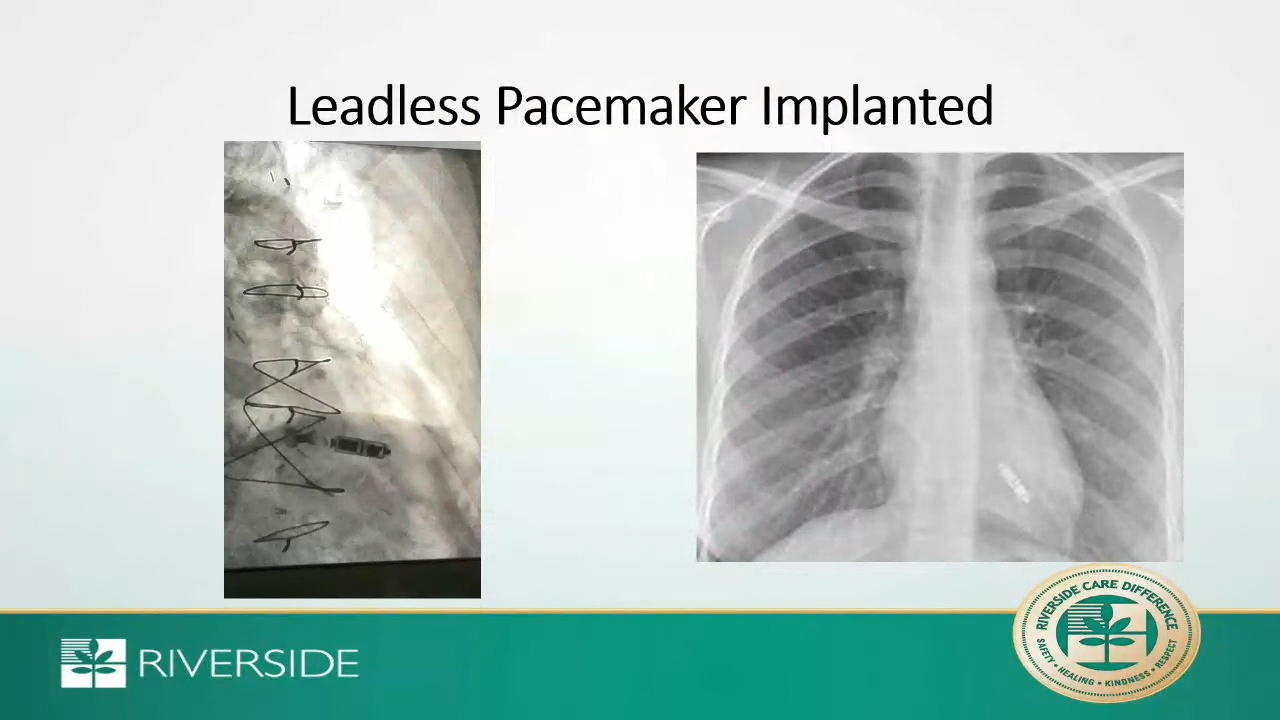 Leadless Pacemaker Implanted
RIVERSIDE
RIVERSIDE CARE DIFFERENCE
SAFETY • HEALING • KINDNESS • RESPECT